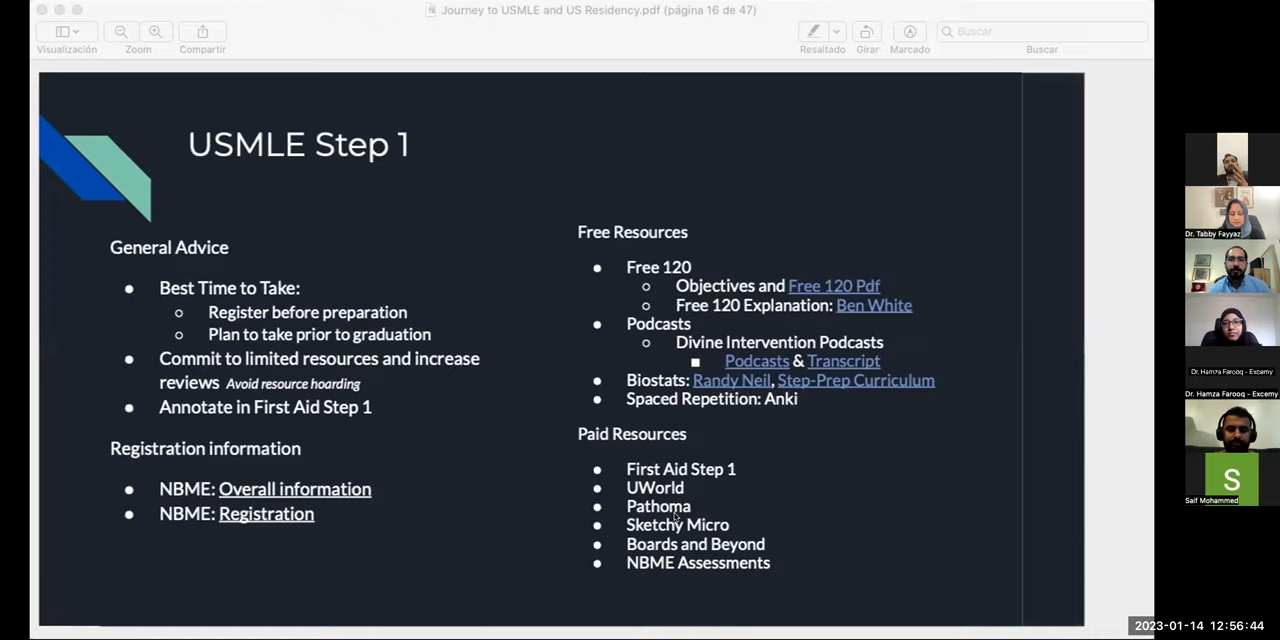 Journey to USMLE and US Residency.pdf (página 16 de 47)
Visualización
Zoom
Compartir
Resaltado
Girar
Marcado
Buscar
Buscar
USMLE Step 1
General Advice
Best Time to Take:
Register before preparation
Plan to take prior to graduation
Commit to limited resources and increase
reviews Avoid resource hoarding
Annotate in First Aid Step 1
Registration information
NBME: Overall information
NBME: Registration
Free Resources
Free 120
Objectives and Free 120 Pdf
Free 120 Explanation: Ben White
Podcasts
Divine Intervention Podcasts
Podcasts & Transcript
Biostats: Randy Neil, Step-Prep Curriculum
Spaced Repetition: Anki
Paid Resources
First Aid Step 1
UWorld
Pathoma
Sketchy Micro
Boards and Beyond
NBME Assessments
Dr. Tabby Fayyaz
Dr. Hamza Farooq - Excemy
Dr. Hamza Farooq - Excemy
S
Saif Mohammed
2023-01-14 12:56:44